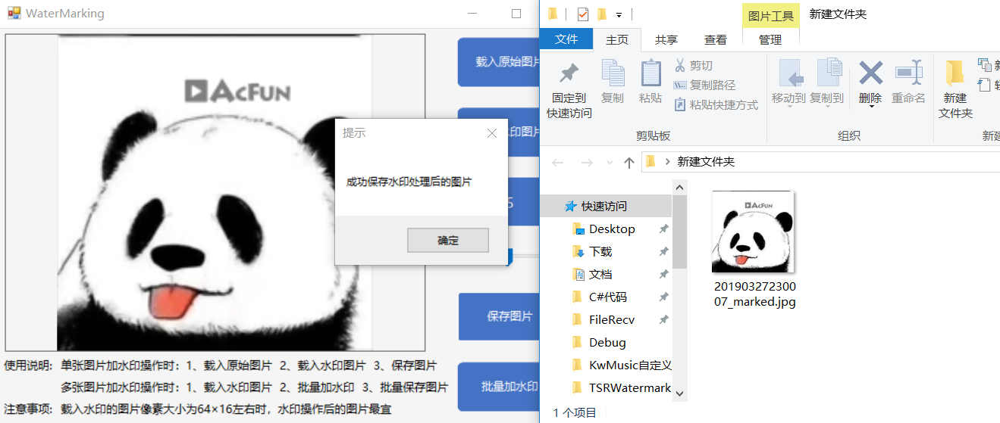 WaterMarking
载入原始图片
ACFUN
水印图片
提示
成功保存水印处理后的图片
确定
5
保存图片
批量加水印
使用说明: 单张图片加水印操作时: 1、载入原始图片 2、载入水印图片 3、保存图片
多张图片加水印操作时: 1、载入水印图片 2、批量加水印 3、批量保存图片
注意事项: 载入水印的图片像素大小为64×16左右时, 水印操作后的图片最宜
图片工具 新建文件夹
文件 主页 共享 查看 管理
固定到
快速访问
复制
粘贴
剪切
复制路径
粘贴快捷方式
剪贴板
移动到 复制到 删除 重命名
组织
新建
文件夹
新建
新建文件夹
快速访问
Desktop
下载
文档
C#代码
FileRecv
Debug
KwMusic自定义
TSRWatermark
ACFUN
201903272300
07_marked.jpg
1 个项目